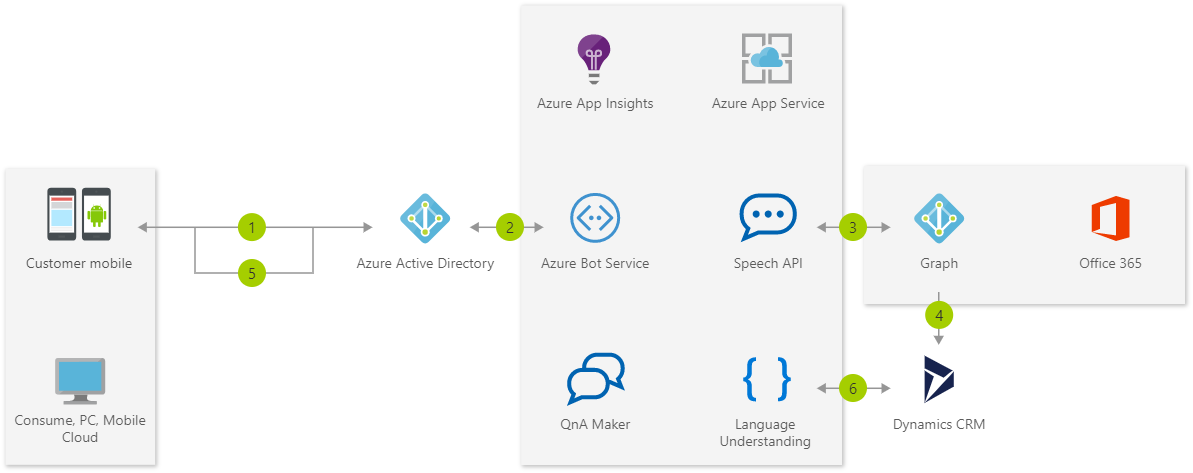 Azure App Insights
Azure App Service
1
2
3
Customer mobile
5
Azure Active Directory
Azure Bot Service
Speech API
Graph
Office 365
4
6
Consume, PC, Mobile
Cloud
QnA Maker
Language
Understanding
Dynamics CRM